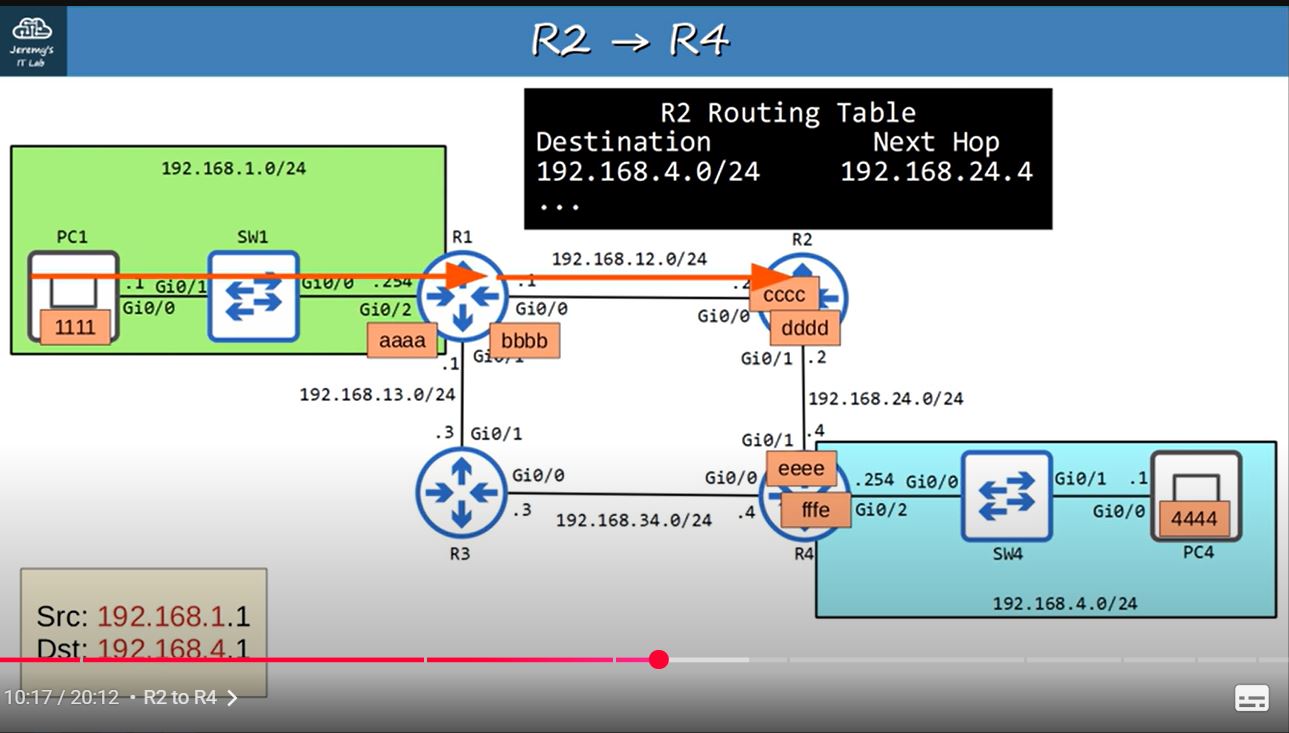 Jeremy's
IT Lab
R2 → R4
R2 Routing Table
Destination Next Hop
192.168.4.0/24 192.168.24.4
...
192.168.1.0/24
PC1 SW1 R1 R2
192.168.12.0/24
.1 Gi0/1 Gi0/0 .254 .1 .2
Gi0/0 Gi0/2 Gi0/0 Gi0/0
cccc
1111 aaaa bbbb dddd
.1 Gi0/1 Gi0/1 .2
192.168.13.0/24 192.168.24.0/24
.3 Gi0/1 Gi0/1 .4
eeee
Gi0/0 Gi0/0 .254 Gi0/0 Gi0/1 .1
.3 192.168.34.0/24 .4 fffe Gi0/2 Gi0/0
4444
R3 R4 SW4 PC4
192.168.4.0/24
Src: 192.168.1.1
Dst: 192.168.4.1
10:17 / 20:12 • R2 to R4